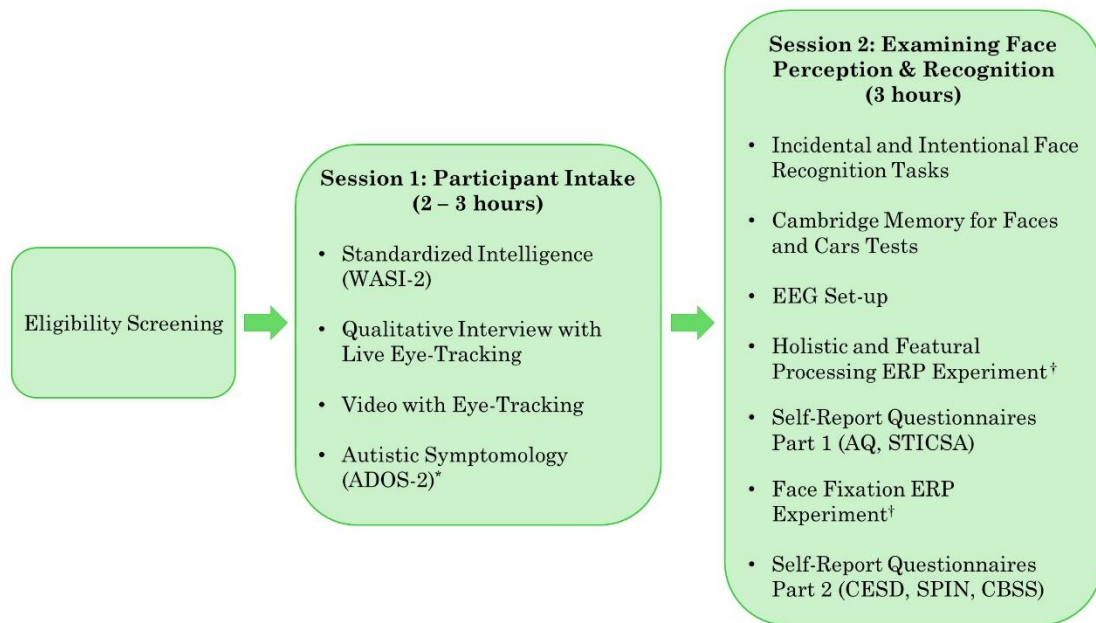 Eligibility Screening
Session 1: Participant Intake
(2 – 3 hours)
• Standardized Intelligence
(WASI-2)
• Qualitative Interview with
Live Eye-Tracking
• Video with Eye-Tracking
• Autistic Symptomology
(ADOS-2)*
Session 2: Examining Face
Perception & Recognition
(3 hours)
• Incidental and Intentional Face
Recognition Tasks
• Cambridge Memory for Faces
and Cars Tests
• EEG Set-up
• Holistic and Featural
Processing ERP Experiment†
• Self-Report Questionnaires
Part 1 (AQ, STICSA)
• Face Fixation ERP
Experiment†
• Self-Report Questionnaires
Part 2 (CESD, SPIN, CBSS)